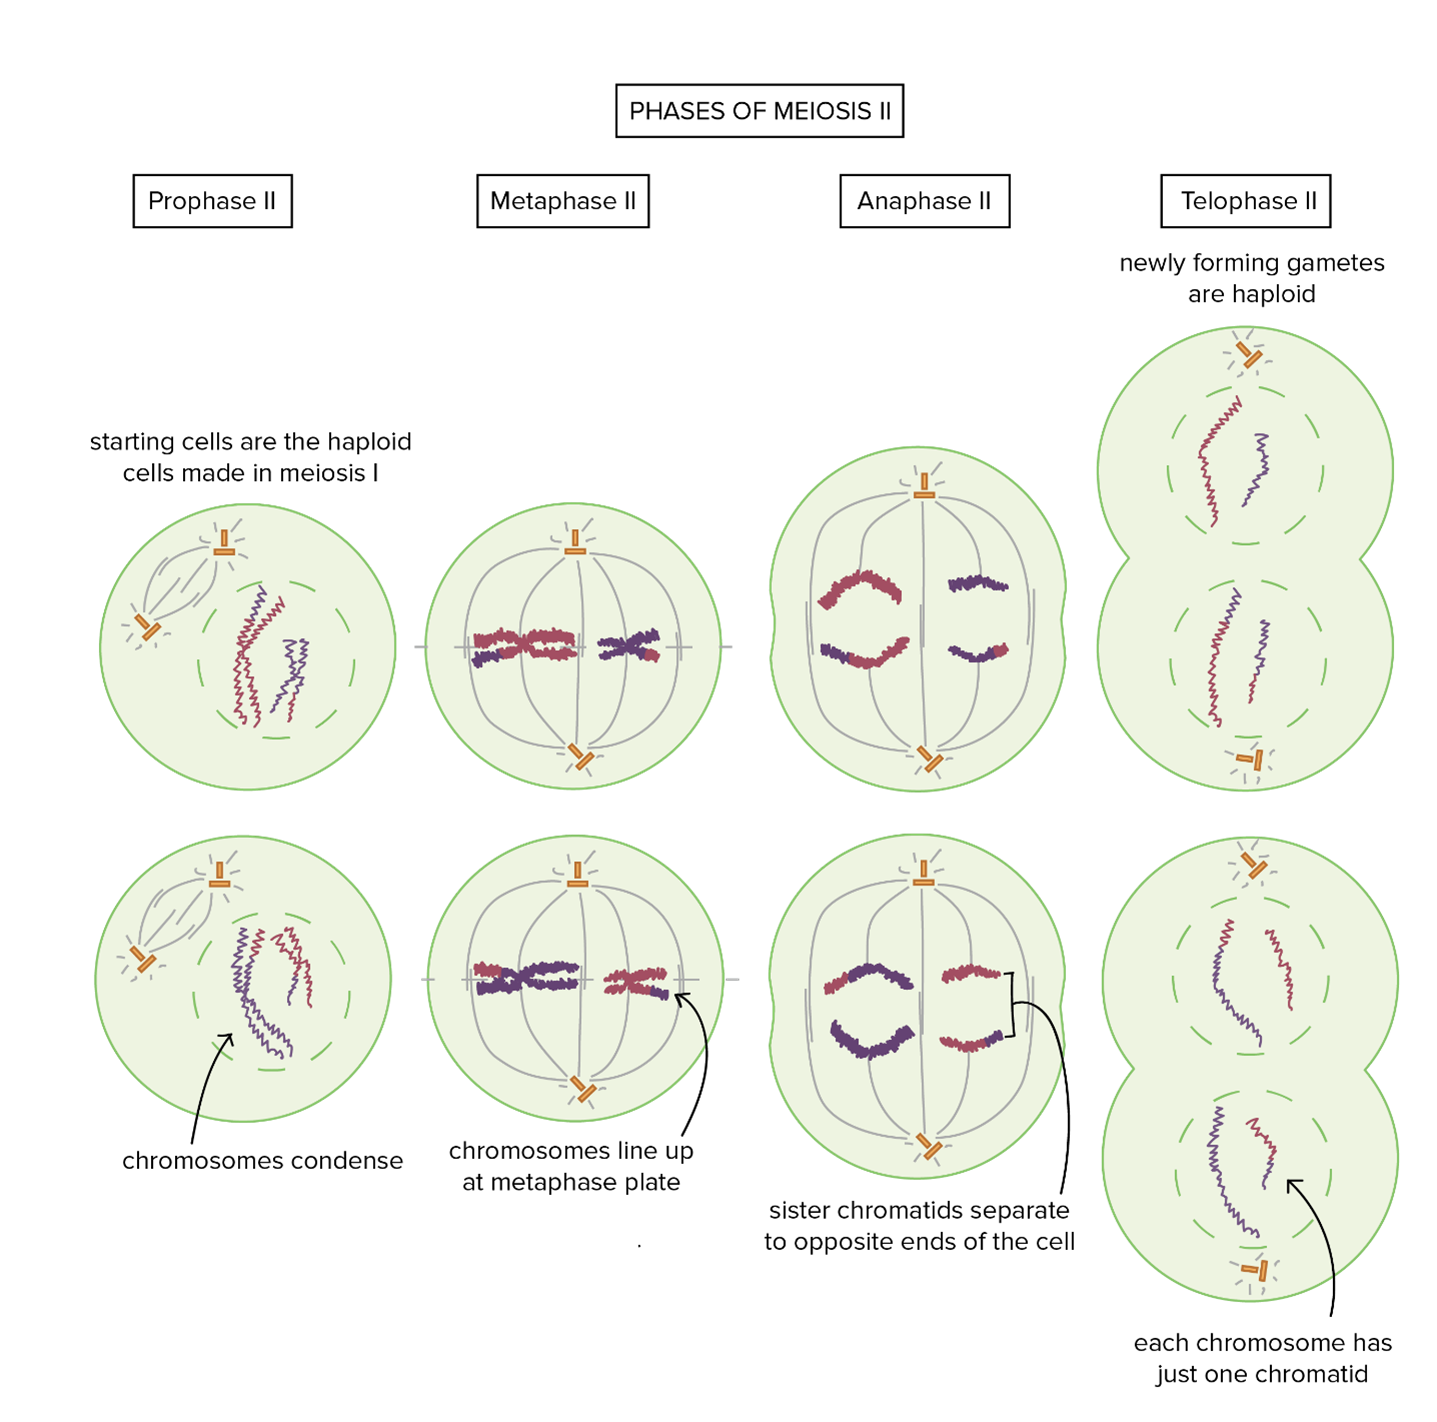 PHASES OF MEIOSIS II
Prophase II
Metaphase II
Anaphase II
Telophase II
newly forming gametes
are haploid
starting cells are the haploid
cells made in meiosis I
chromosomes condense
chromosomes line up
at metaphase plate
sister chromatids separate
to opposite ends of the cell
each chromosome has
just one chromatid